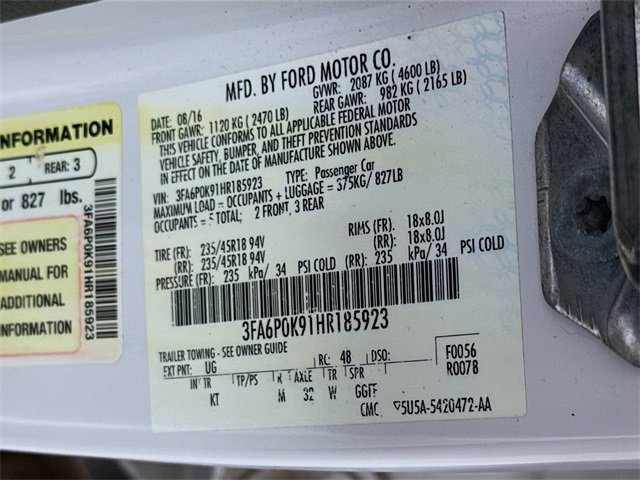 NFORMATION
2 REAR: 3
or 827 lbs.
SEE OWNERS
MANUAL FOR
ADDITIONAL
INFORMATION
3FA6P0K91HR185923
MFD. BY FORD MOTOR CO.
DATE: 08/16 GVWR: 2087 KG ( 4600 LB)
FRONT GAWR: 1120 KG ( 2470 LB) REAR GAWR: 982 KG ( 2165 LB)
THIS VEHICLE CONFORMS TO ALL APPLICABLE FEDERAL MOTOR
VEHICLE SAFETY, BUMPER, AND THEFT PREVENTION STANDARDS
IN EFFECT ON THE DATE OF MANUFACTURE SHOWN ABOVE.
VIN: 3FA6P0K91HR185923 TYPE: Passenger Car
MAXIMUM LOAD = OCCUPANTS + LUGGAGE = 375KG/ 827LB
OCCUPANTS = 5 TOTAL; 2 FRONT, 3 REAR
TIRE (FR): 235/45R18 94V RIMS (FR): 18x8.0J
(RR): 235/45R18 94V (RR): 18x8.0J
PRESSURE (FR): 235 kPa/ 34 PSI COLD (RR): 235 kPa/ 34 PSI COLD
3FA6P0K91HR185923
TRAILER TOWING - SEE OWNER GUIDE
EXT PNT: UG RC: 48 DSO: F0056
INT TR TP/PS R AXLE TR SPR R0078
KT M 32 W GGFF
CMC ▽5U5A-5420472-AA